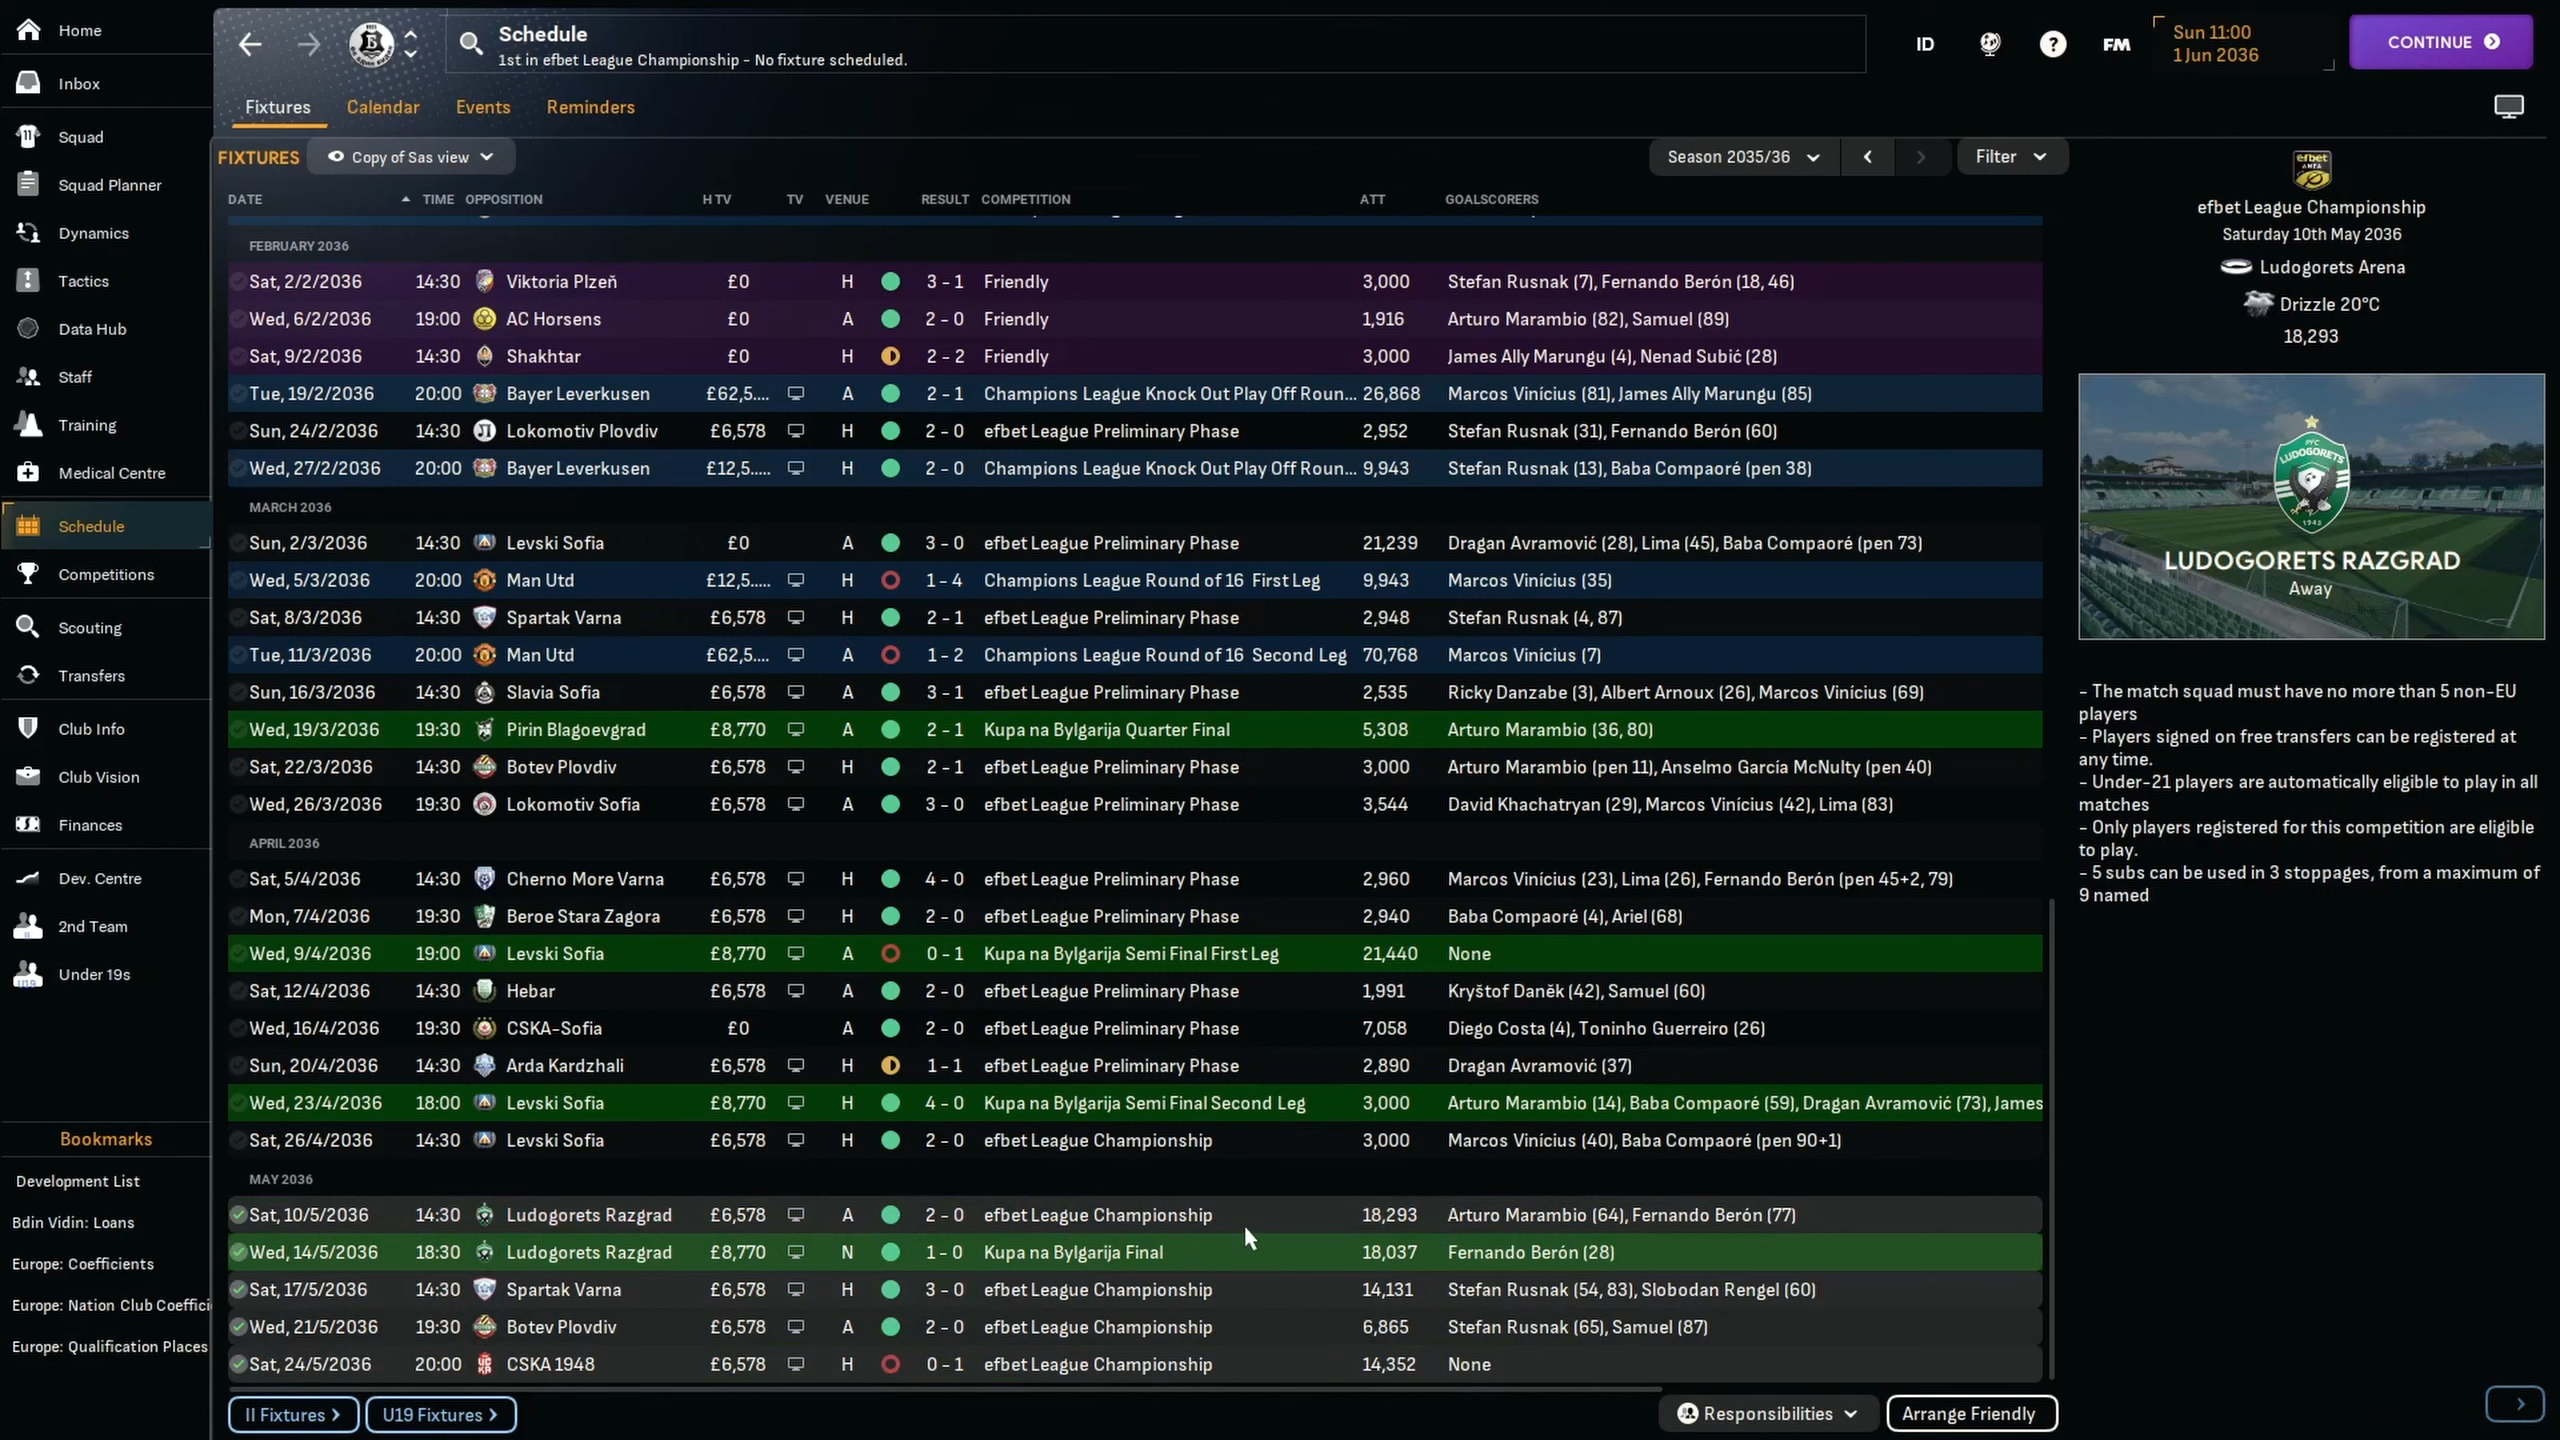 Home
Inbox
Squad
Squad Planner
Dynamics
Tactics
Data Hub
Staff
Training
Medical Centre
Schedule
Competitions
Scouting
Transfers
Club Info
Club Vision
Finances
Dev. Centre
2nd Team
Under 19s
Bookmarks
Development List
Bdin Vidin: Loans
Europe: Coefficients
Europe: Nation Club Coeffici
Europe: Qualification Places
Schedule
1st in efbet League Championship - No fixture scheduled.
ID
FM
Sun 11:00
1 Jun 2036
CONTINUE
Fixtures Calendar Events Reminders
FIXTURES Copy of Sas view Season 2035/36 Filter
DATE TIME OPPOSITION H TV TV VENUE RESULT COMPETITION ATT GOALSCORERS
FEBRUARY 2036
Sat, 2/2/2036 14:30 Viktoria Plzeň £0 H 3 - 1 Friendly 3,000 Stefan Rusnak (7), Fernando Berón (18, 46)
Wed, 6/2/2036 19:00 AC Horsens £0 A 2 - 0 Friendly 1,916 Arturo Marambio (82), Samuel (89)
Sat, 9/2/2036 14:30 Shakhtar £0 H 2 - 2 Friendly 3,000 James Ally Marungu (4), Nenad Subić (28)
Tue, 19/2/2036 20:00 Bayer Leverkusen £62,5.... A 2 - 1 Champions League Knock Out Play Off Roun... 26,868 Marcos Vinícius (81), James Ally Marungu (85)
Sun, 24/2/2036 14:30 Lokomotiv Plovdiv £6,578 H 2 - 0 efbet League Preliminary Phase 2,952 Stefan Rusnak (31), Fernando Berón (60)
Wed, 27/2/2036 20:00 Bayer Leverkusen £12,5.... H 2 - 0 Champions League Knock Out Play Off Roun... 9,943 Stefan Rusnak (13), Baba Compaoré (pen 38)
MARCH 2036
Sun, 2/3/2036 14:30 Levski Sofia £0 A 3 - 0 efbet League Preliminary Phase 21,239 Dragan Avramović (28), Lima (45), Baba Compaoré (pen 73)
Wed, 5/3/2036 20:00 Man Utd £12,5.... H 1 - 4 Champions League Round of 16 First Leg 9,943 Marcos Vinícius (35)
Sat, 8/3/2036 14:30 Spartak Varna £6,578 H 2 - 1 efbet League Preliminary Phase 2,948 Stefan Rusnak (4, 87)
Tue, 11/3/2036 20:00 Man Utd £62,5.... A 1 - 2 Champions League Round of 16 Second Leg 70,768 Marcos Vinícius (7)
Sun, 16/3/2036 14:30 Slavia Sofia £6,578 A 3 - 1 efbet League Preliminary Phase 2,535 Ricky Danzabe (3), Albert Arnoux (26), Marcos Vinícius (69)
Wed, 19/3/2036 19:30 Pirin Blagoevgrad £8,770 A 2 - 1 Kupa na Bylgarija Quarter Final 5,308 Arturo Marambio (36, 80)
Sat, 22/3/2036 14:30 Botev Plovdiv £6,578 H 2 - 1 efbet League Preliminary Phase 3,000 Arturo Marambio (pen 11), Anselmo García McNulty (pen 40)
Wed, 26/3/2036 19:30 Lokomotiv Sofia £6,578 A 3 - 0 efbet League Preliminary Phase 3,544 David Khachatryan (29), Marcos Vinícius (42), Lima (83)
APRIL 2036
Sat, 5/4/2036 14:30 Cherno More Varna £6,578 H 4 - 0 efbet League Preliminary Phase 2,960 Marcos Vinícius (23), Lima (26), Fernando Berón (pen 45+2, 79)
Mon, 7/4/2036 19:30 Beroe Stara Zagora £6,578 H 2 - 0 efbet League Preliminary Phase 2,940 Baba Compaoré (4), Ariel (68)
Wed, 9/4/2036 19:00 Levski Sofia £8,770 A 0 - 1 Kupa na Bylgarija Semi Final First Leg 21,440 None
Sat, 12/4/2036 14:30 Hebar £6,578 A 2 - 0 efbet League Preliminary Phase 1,991 Kryštof Daněk (42), Samuel (60)
Wed, 16/4/2036 19:30 CSKA-Sofia £0 A 2 - 0 efbet League Preliminary Phase 7,058 Diego Costa (4), Toninho Guerreiro (26)
Sun, 20/4/2036 14:30 Arda Kardzhali £6,578 H 1 - 1 efbet League Preliminary Phase 2,890 Dragan Avramović (37)
Wed, 23/4/2036 18:00 Levski Sofia £8,770 H 4 - 0 Kupa na Bylgarija Semi Final Second Leg 3,000 Arturo Marambio (14), Baba Compaoré (59), Dragan Avramović (73), James
Sat, 26/4/2036 14:30 Levski Sofia £6,578 H 2 - 0 efbet League Championship 3,000 Marcos Vinícius (40), Baba Compaoré (pen 90+1)
MAY 2036
Sat, 10/5/2036 14:30 Ludogorets Razgrad £6,578 A 2 - 0 efbet League Championship 18,293 Arturo Marambio (64), Fernando Berón (77)
Wed, 14/5/2036 18:30 Ludogorets Razgrad £8,770 N 1 - 0 Kupa na Bylgarija Final 18,037 Fernando Berón (28)
Sat, 17/5/2036 14:30 Spartak Varna £6,578 H 3 - 0 efbet League Championship 14,131 Stefan Rusnak (54, 83), Slobodan Rengel (60)
Wed, 21/5/2036 19:30 Botev Plovdiv £6,578 A 2 - 0 efbet League Championship 6,865 Stefan Rusnak (65), Samuel (87)
Sat, 24/5/2036 20:00 CSKA 1948 £6,578 H 0 - 1 efbet League Championship 14,352 None
II Fixtures U19 Fixtures Responsibilities Arrange Friendly
efbet
efbet League Championship
Saturday 10th May 2036
Ludogorets Arena
Drizzle 20°C
18,293
PFC
LUDOGORETS
LUDOGORETS RAZGRAD
Away
- The match squad must have no more than 5 non-EU
players
- Players signed on free transfers can be registered at
any time.
- Under-21 players are automatically eligible to play in all
matches
- Only players registered for this competition are eligible
to play.
- 5 subs can be used in 3 stoppages, from a maximum of
9 named